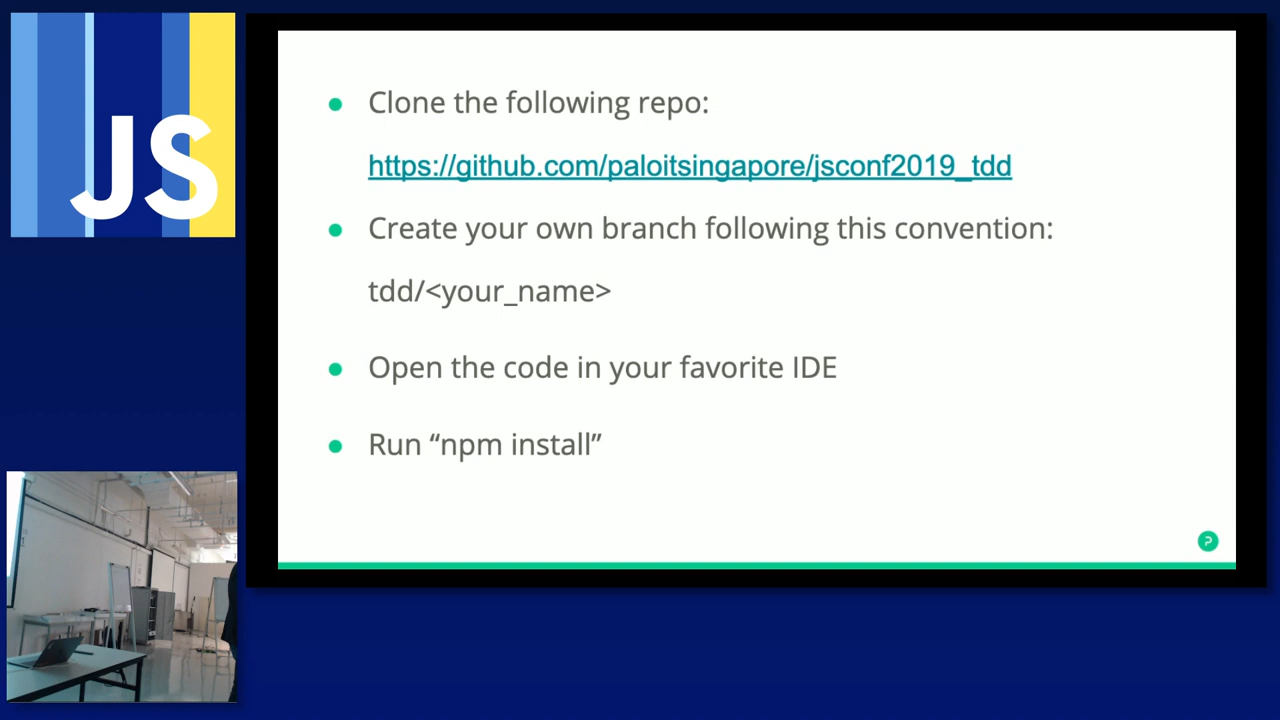 JS
Clone the following repo:
https://github.com/paloitsingapore/jsconf2019_tdd
Create your own branch following this convention:
tdd/<your_name>
Open the code in your favorite IDE
Run “npm install”